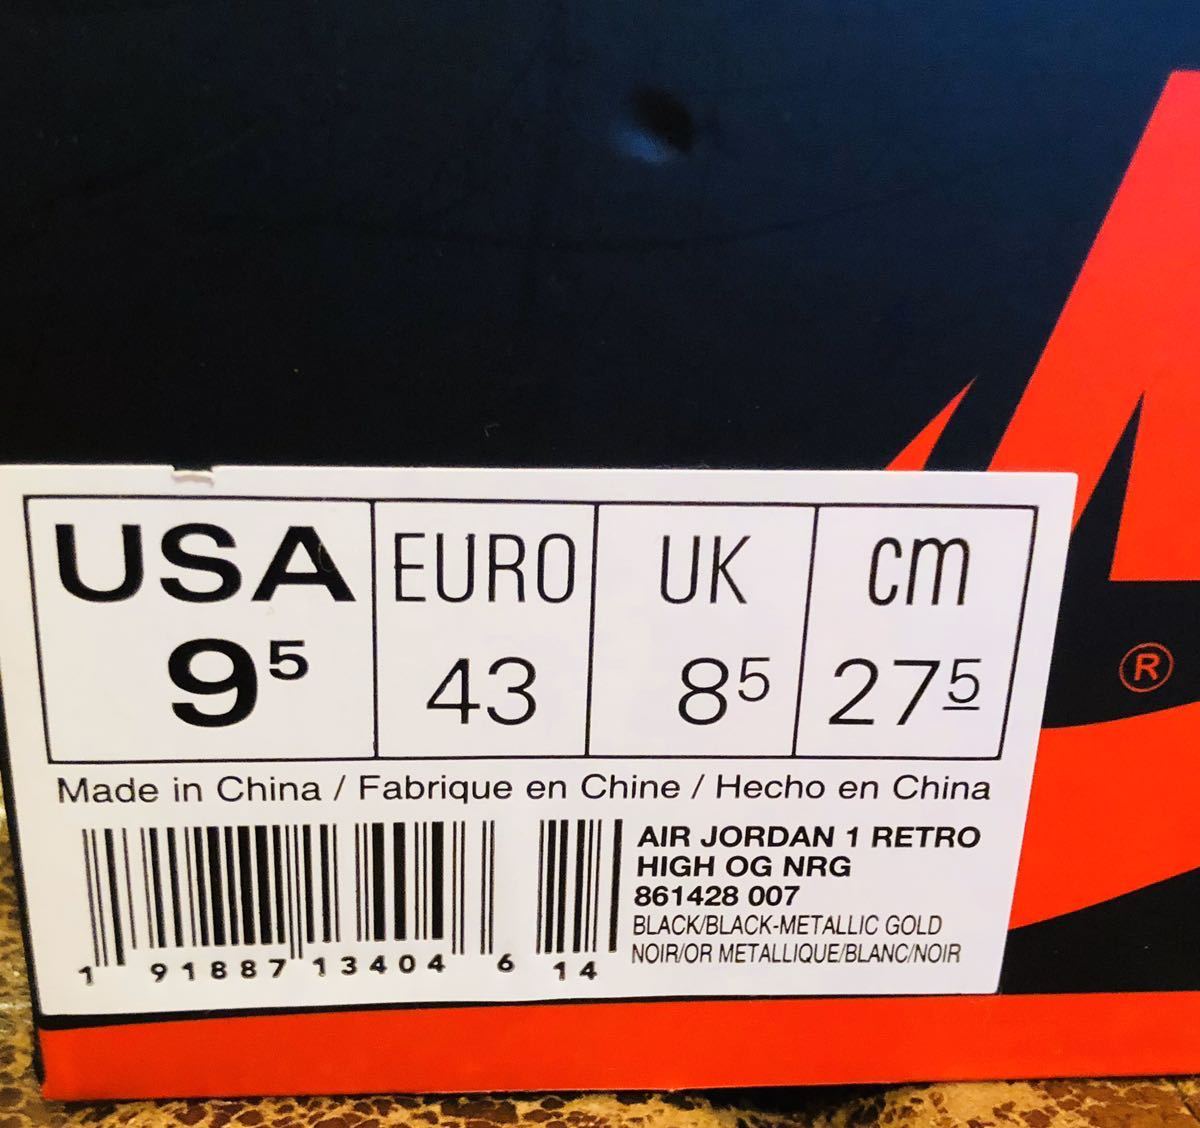 USA EURO UK cm
9⁵ 43 8⁵ 27⁵
Made in China / Fabrique en Chine / Hecho en China
AIR JORDAN 1 RETRO
HIGH OG NRG
861428 007
BLACK/BLACK-METALLIC GOLD
NOIR/OR METALLIQUE/BLANC/NOIR
1 91887 13404 6 14
®